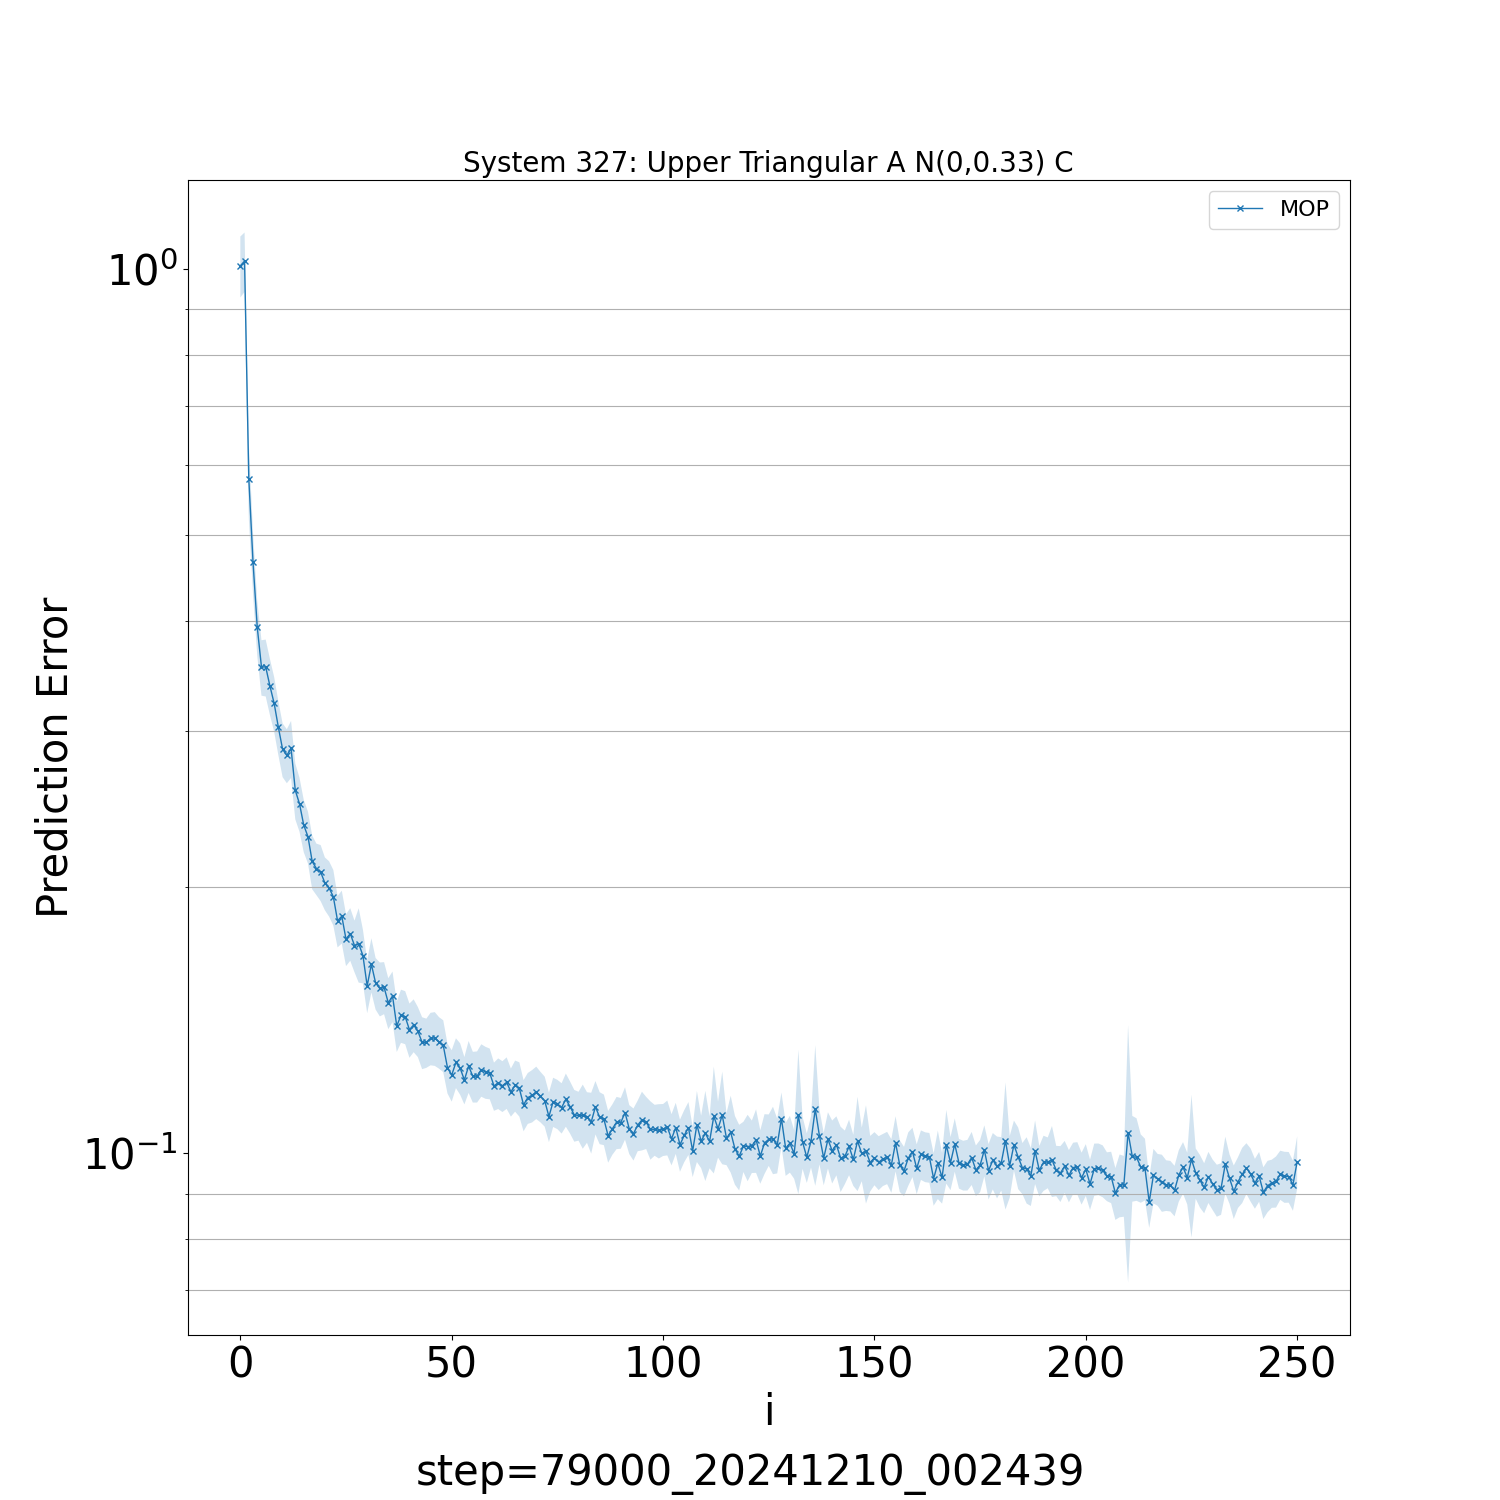 System 327: Upper Triangular A N(0,0.33) C
MOP
10⁰
10⁻¹
Prediction Error
0 50 100 150 200 250
i
step=79000_20241210_002439